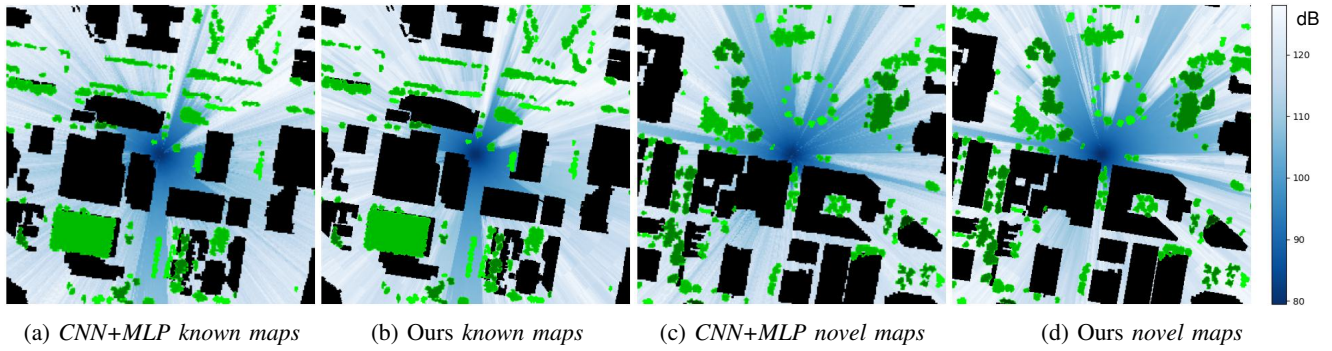 dB
120
110
100
90
80
(a) CNN+MLP known maps
(b) Ours known maps
(c) CNN+MLP novel maps
(d) Ours novel maps